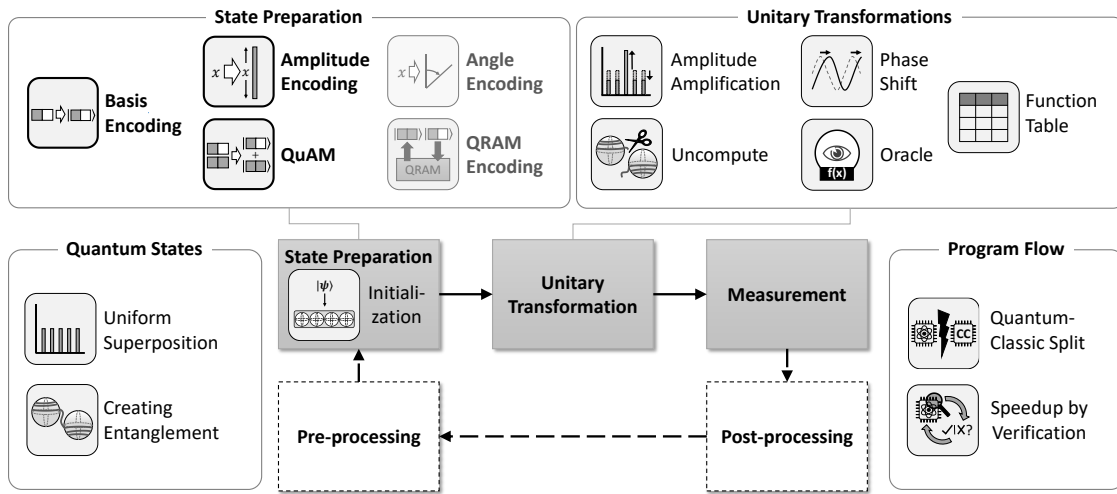 State Preparation
Basis
Encoding
x x
Amplitude
Encoding
QuAM
x
Angle
Encoding
QRAM
QRAM
Encoding
Unitary Transformations
Amplitude
Amplification
Phase
Shift
Function
Table
Uncompute
f(x)
Oracle
Quantum States
Uniform
Superposition
Creating
Entanglement
State Preparation
|ψ⟩
Initiali-
zation
Unitary
Transformation
Measurement
Pre-processing
Post-processing
Program Flow
CC
Quantum-
Classic Split
✓|X?
Speedup by
Verification